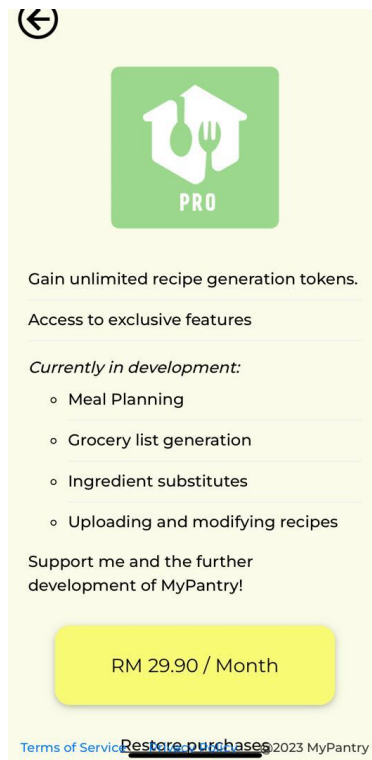 PRO
Gain unlimited recipe generation tokens.
Access to exclusive features
Currently in development:
Meal Planning
Grocery list generation
Ingredient substitutes
Uploading and modifying recipes
Support me and the further
development of MyPantry!
RM 29.90 / Month
Restore purchases
Terms of Service Privacy Policy ©2023 MyPantry